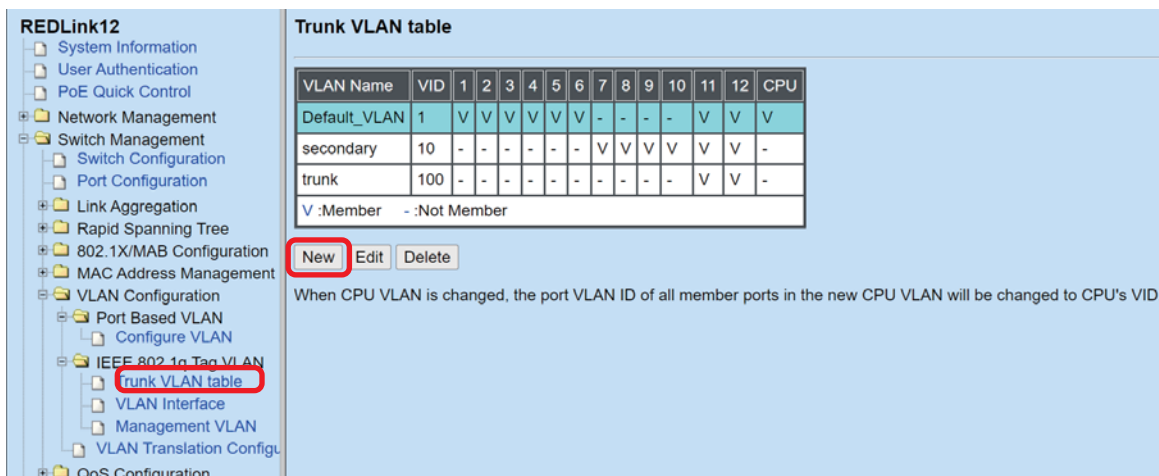 REDLink12
System Information
User Authentication
PoE Quick Control
Network Management
Switch Management
Switch Configuration
Port Configuration
Link Aggregation
Rapid Spanning Tree
802.1X/MAB Configuration
MAC Address Management
VLAN Configuration
Port Based VLAN
Configure VLAN
IEEE 802.1q Tag VLAN
Trunk VLAN table
VLAN Interface
Management VLAN
VLAN Translation Configu
QoS Configuration
Trunk VLAN table
VLAN Name VID 1 2 3 4 5 6 7 8 9 10 11 12 CPU
Default_VLAN 1 V V V V V V - - - - V V V
secondary 10 - - - - - - V V V V V V -
trunk 100 - - - - - - - - - - V V -
V :Member - :Not Member
New Edit Delete
When CPU VLAN is changed, the port VLAN ID of all member ports in the new CPU VLAN will be changed to CPU's VID